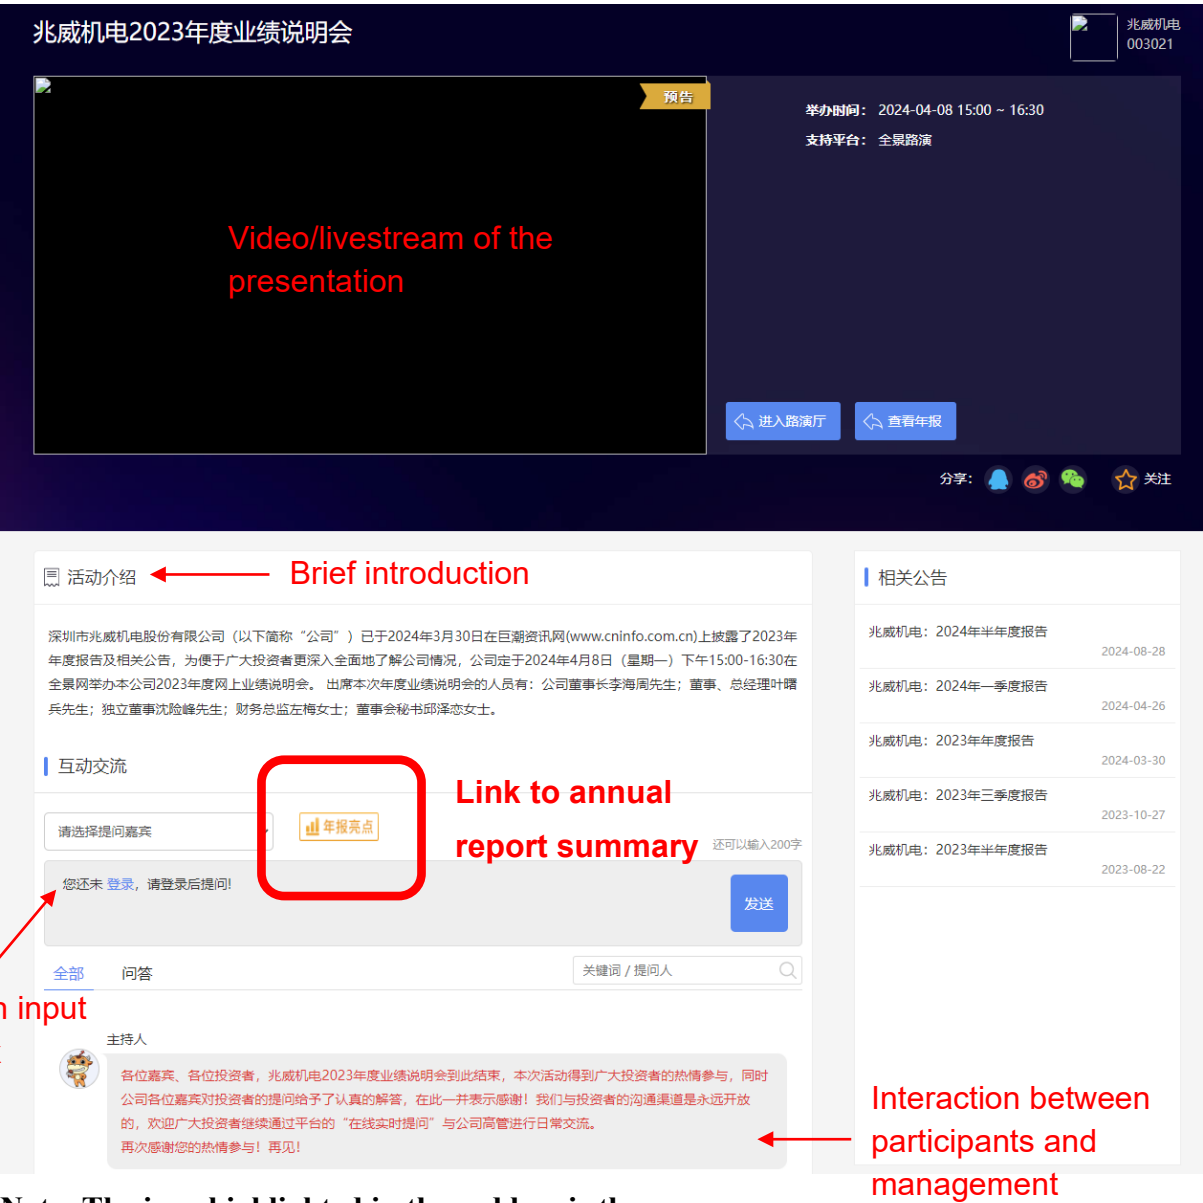 兆威机电2023年度业绩说明会
兆威机电
003021
预告
举办时间： 2024-04-08 15:00 ~ 16:30
支持平台： 全景路演
Video/livestream of the
presentation
进入路演厅
查看年报
分享：
关注
活动介绍
Brief introduction
深圳市兆威机电股份有限公司（以下简称“公司”）已于2024年3月30日在巨潮资讯网(www.cninfo.com.cn)上披露了2023年
年度报告及相关公告，为便于广大投资者更深入全面地了解公司情况，公司定于2024年4月8日（星期一）下午15:00-16:30在
全景网举办本公司2023年度网上业绩说明会。 出席本次年度业绩说明会的人员有：公司董事长李海周先生；董事、总经理叶曙
兵先生；独立董事沈险峰先生；财务总监左梅女士；董事会秘书邱泽恋女士。
互动交流
请选择提问嘉宾
年报亮点
Link to annual
report summary
还可以输入200字
您还未 登录，请登录后提问!
发送
全部
问答
关键词 / 提问人
input
主持人
各位嘉宾、各位投资者，兆威机电2023年度业绩说明会到此结束，本次活动得到广大投资者的热情参与，同时
公司各位嘉宾对投资者的提问给予了认真的解答，在此一并表示感谢！我们与投资者的沟通渠道是永远开放
的，欢迎广大投资者继续通过平台的“在线实时提问”与公司高管进行日常交流。
再次感谢您的热情参与！再见！
相关公告
兆威机电：2024年半年度报告
2024-08-28
兆威机电：2024年一季度报告
2024-04-26
兆威机电：2023年年度报告
2024-03-30
兆威机电：2023年三季度报告
2023-10-27
兆威机电：2023年半年度报告
2023-08-22
Interaction between
participants and
management